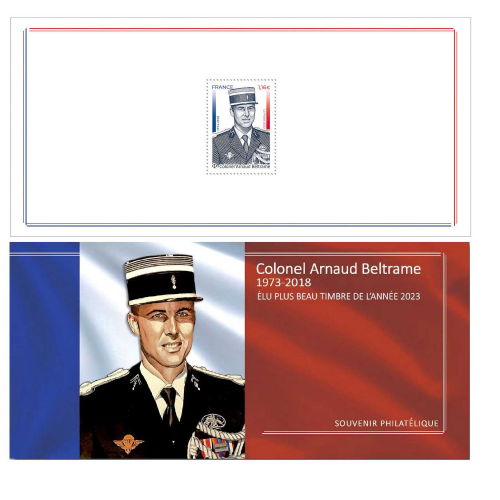 FRANCE 1,16€
Colonel Arnaud Beltrame
Colonel Arnaud Beltrame
1973-2018
ÉLU PLUS BEAU TIMBRE DE L'ANNÉE 2023
SOUVENIR PHILATÉLIQUE